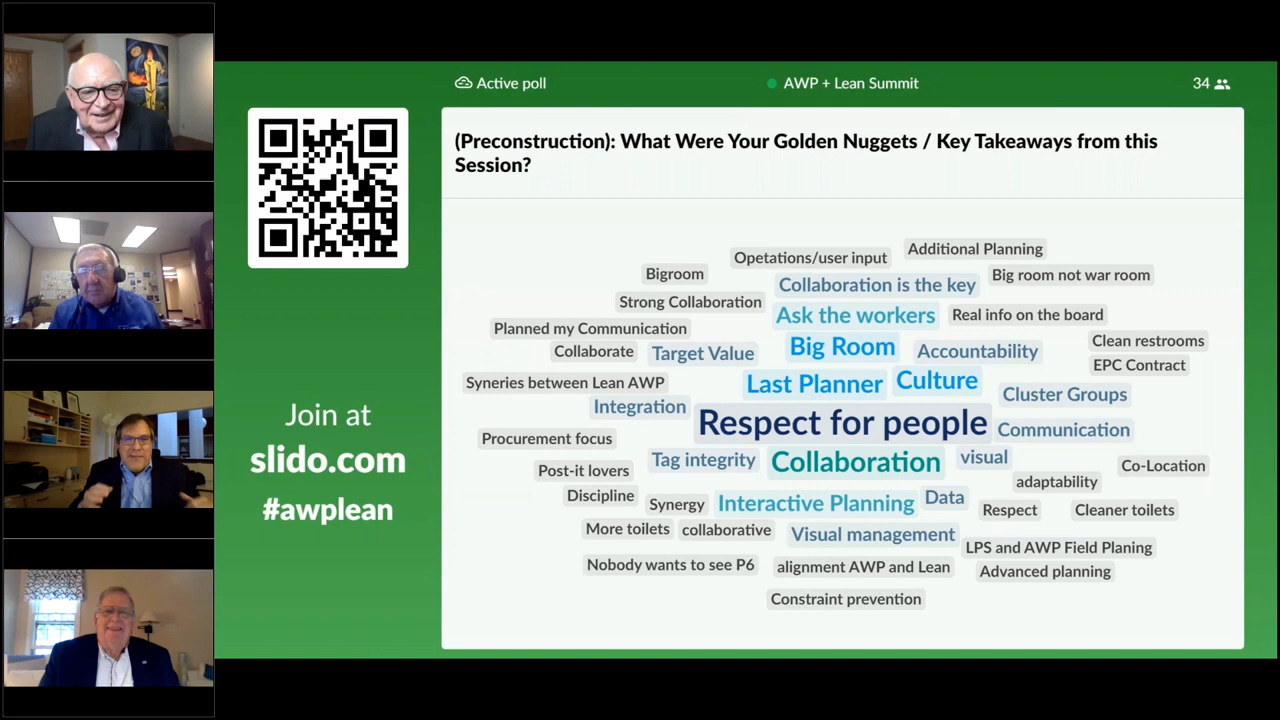 Active poll
AWP + Lean Summit
34
(Preconstruction): What Were Your Golden Nuggets / Key Takeaways from this
Session?
Join at
slido.com
#awplean
Opetations/user input
Additional Planning
Bigroom
Collaboration is the key
Big room not war room
Strong Collaboration
Ask the workers
Real info on the board
Planned my Communication
Collaborate
Target Value
Big Room
Accountability
Clean restrooms
EPC Contract
Syneries between Lean AWP
Last Planner
Culture
Cluster Groups
Integration
Respect for people
Communication
Procurement focus
Post-it lovers
Tag integrity
Collaboration
visual
Co-Location
adaptability
Discipline
Synergy
Interactive Planning
Data
Respect
Cleaner toilets
More toilets
collaborative
Visual management
LPS and AWP Field Planing
Nobody wants to see P6
alignment AWP and Lean
Advanced planning
Constraint prevention